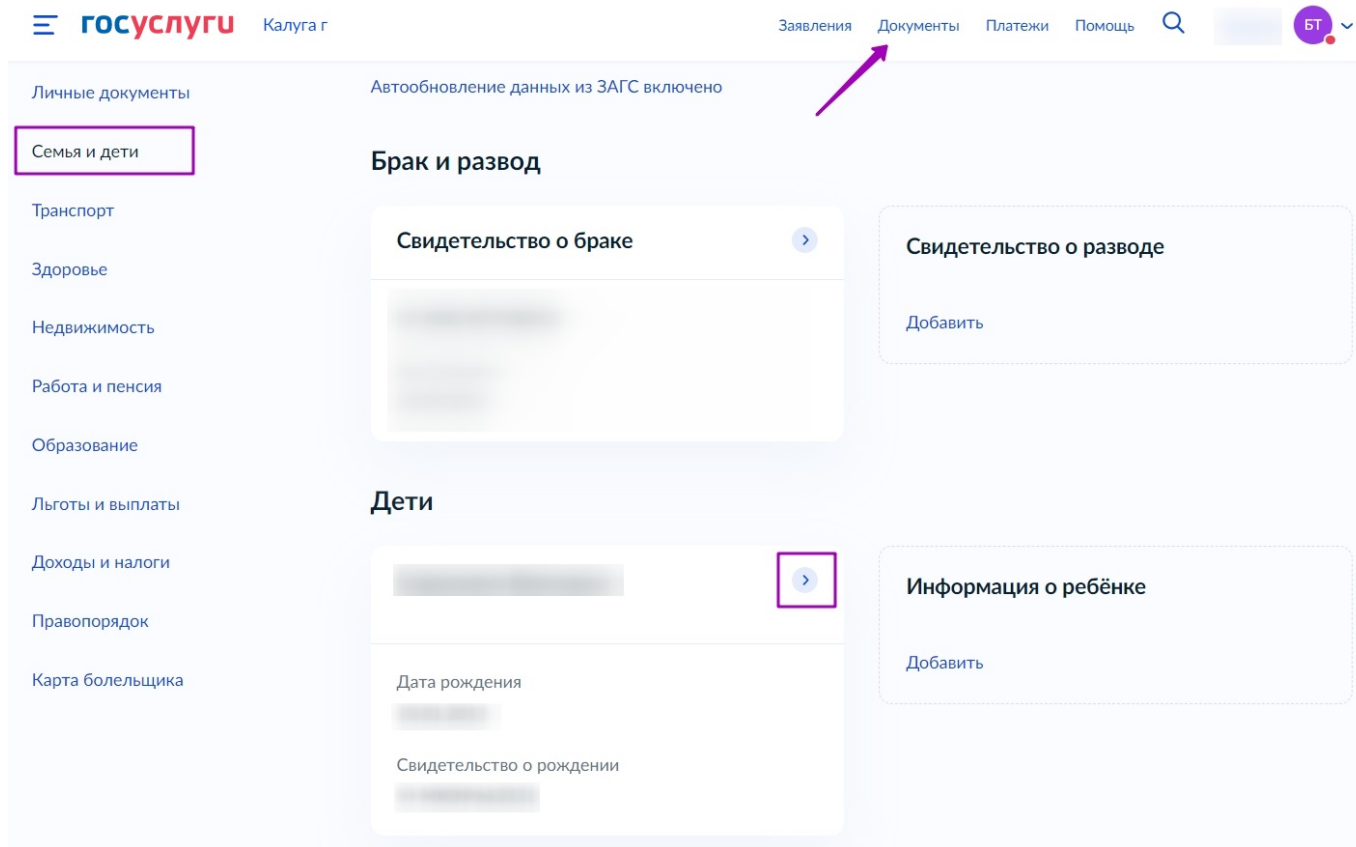 госуслуги Калуга г Заявления Документы Платежи Помощь БТ
Личные документы
Семья и дети
Транспорт
Здоровье
Недвижимость
Работа и пенсия
Образование
Льготы и выплаты
Доходы и налоги
Правопорядок
Карта болельщика
Автообновление данных из ЗАГС включено
Брак и развод
Свидетельство о браке
Свидетельство о разводе
Добавить
Дети
Дата рождения
Свидетельство о рождении
Информация о ребёнке
Добавить